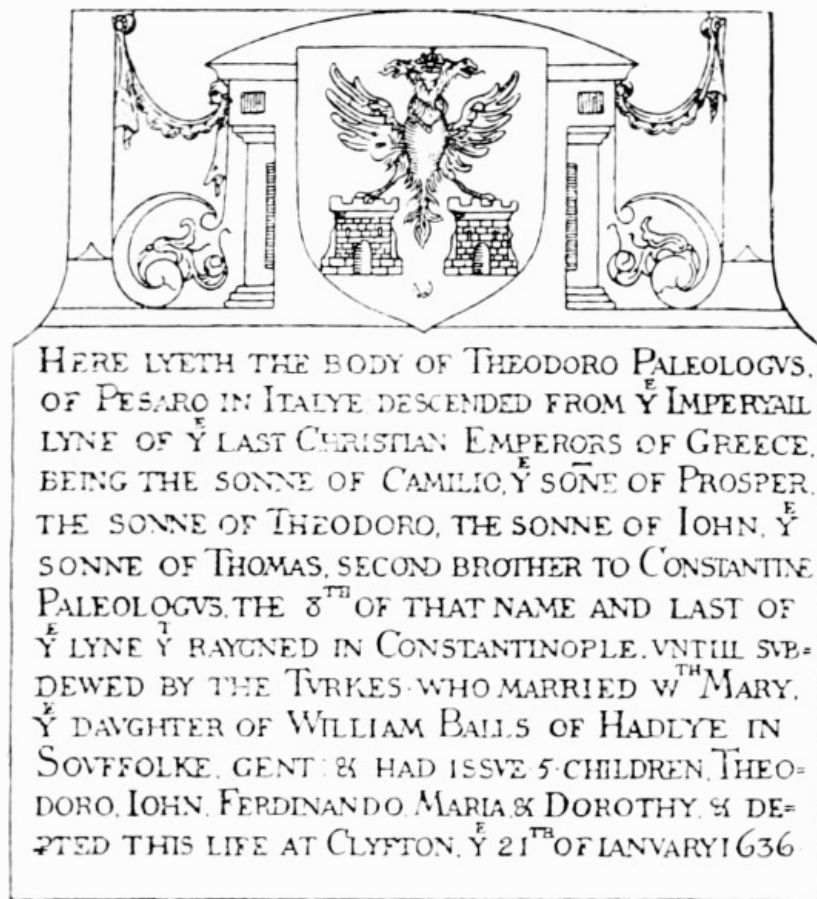 HERE LYETH THE BODY OF THEODORO PALEOLOGVS,
OF PESARO IN ITALYE DESCENDED FROM Yᴱ IMPERYAIL
LYNE OF Yᴱ LAST CHRISTIAN EMPERORS OF GREECE,
BEING THE SONNE OF CAMILIO, Yᴱ SOÑE OF PROSPER,
THE SONNE OF THEODORO, THE SONNE OF IOHN, Yᴱ
SONNE OF THOMAS, SECOND BROTHER TO CONSTANTINE
PALEOLOGVS, THE 8ᵀᴴ OF THAT NAME AND LAST OF
Yᴱ LYNE Yᵀ RAYGNED IN CONSTANTINOPLE, VNTILL SVB=
DEWED BY THE TVRKES · WHO MARRIED Wᵀᴴ MARY,
Yᴱ DAVGHTER OF WILLIAM BALLS OF HADLYE IN
SOVFFOLKE, GENT: & HAD ISSVE 5 CHILDREN, THEO=
DORO, IOHN, FERDINANDO, MARIA & DOROTHY, & DE=
PTED THIS LIFE AT CLYFTON, Yᴱ 21ᵀᴴ OF IANVARY 1636